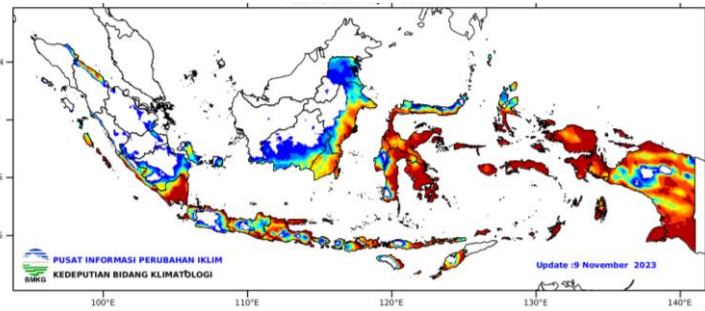 PUSAT INFORMASI PERUBAHAN IKLIM
KEDEPUTIAN BIDANG KLIMATOLOGI
BMKG
Update :9 November 2023
100°E 110°E 120°E 130°E 140°E